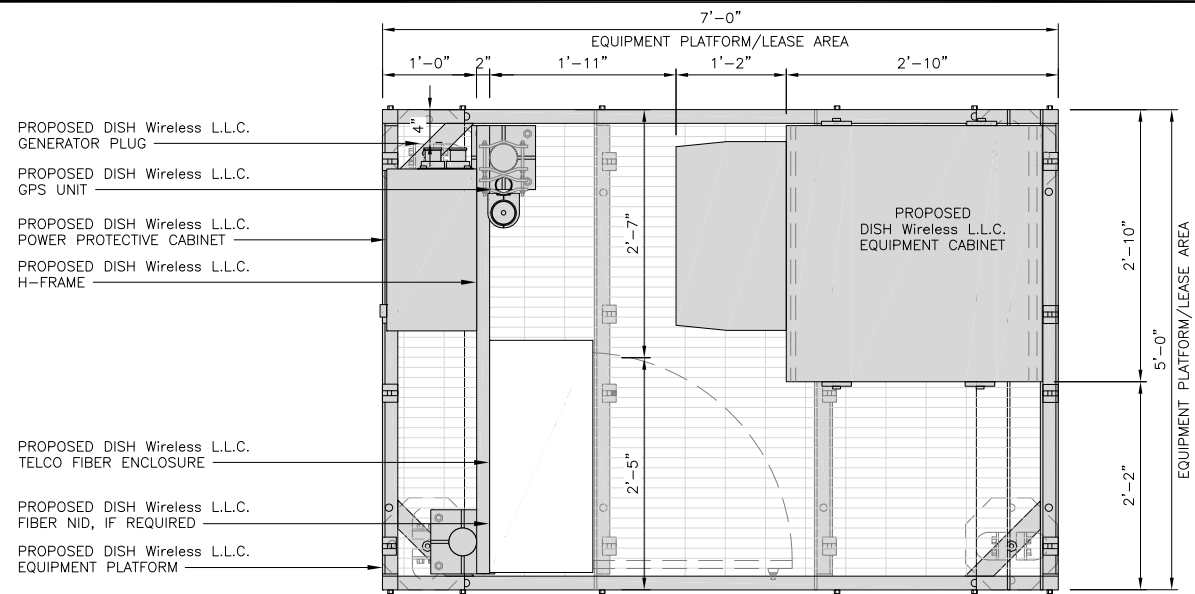 7'-0"
EQUIPMENT PLATFORM/LEASE AREA
1'-0"
2"
1'-11"
1'-2"
2'-10"
PROPOSED DISH Wireless L.L.C.
GENERATOR PLUG
4"
PROPOSED DISH Wireless L.L.C.
GPS UNIT
PROPOSED DISH Wireless L.L.C.
POWER PROTECTIVE CABINET
PROPOSED DISH Wireless L.L.C.
H-FRAME
PROPOSED
DISH Wireless L.L.C.
EQUIPMENT CABINET
2'-7"
2'-10"
5'-0"
EQUIPMENT PLATFORM/LEASE AREA
PROPOSED DISH Wireless L.L.C.
TELCO FIBER ENCLOSURE
2'-5"
2'-2"
PROPOSED DISH Wireless L.L.C.
FIBER NID, IF REQUIRED
PROPOSED DISH Wireless L.L.C.
EQUIPMENT PLATFORM